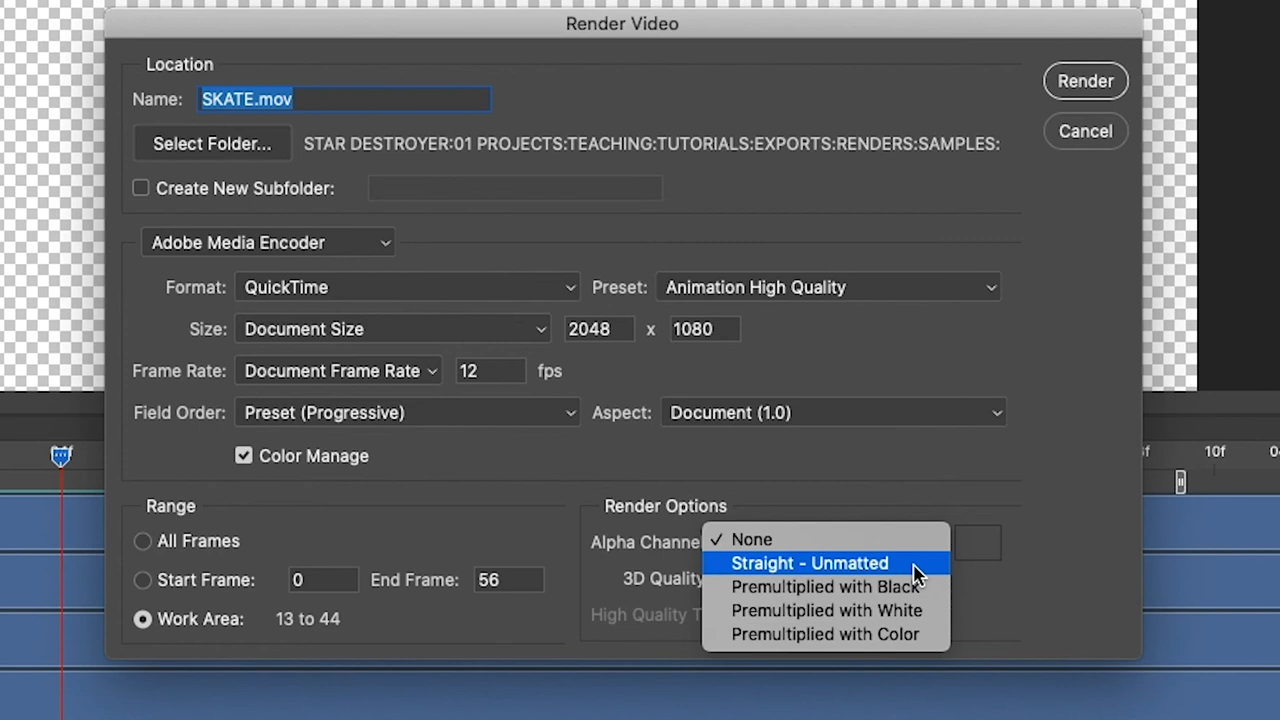 Render Video
Location
Name: SKATE.mov
Render
Select Folder... STAR DESTROYER:01 PROJECTS:TEACHING:TUTORIALS:EXPORTS:RENDERS:SAMPLES:
Cancel
Create New Subfolder:
Adobe Media Encoder
Format: QuickTime Preset: Animation High Quality
Size: Document Size 2048 x 1080
Frame Rate: Document Frame Rate 12 fps
Field Order: Preset (Progressive) Aspect: Document (1.0)
Color Manage
10f
Range
Render Options
All Frames
Alpha Channel
None
Straight - Unmatted
Start Frame: 0 End Frame: 56
3D Quality
Premultiplied with Black
Work Area: 13 to 44
High Quality T
Premultiplied with White
Premultiplied with Color